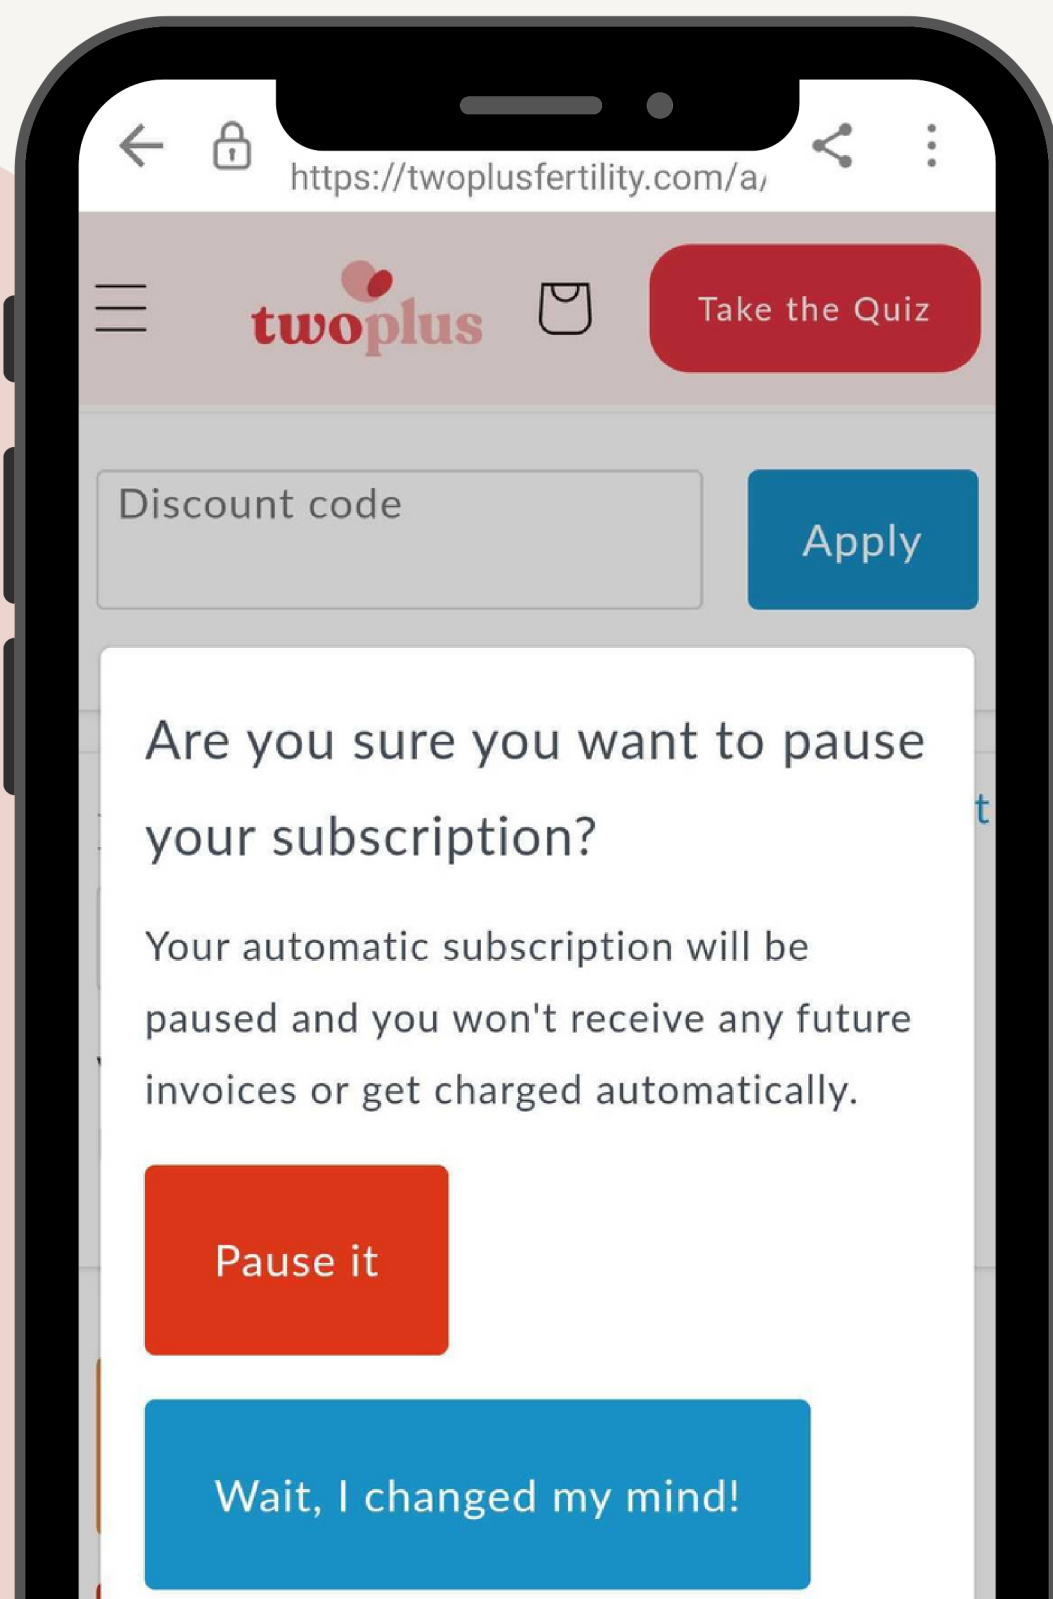 https://twoplusfertility.com/a/
twoplus
Take the Quiz
Discount code
Apply
Are you sure you want to pause
your subscription?
t
Your automatic subscription will be
paused and you won't receive any future
invoices or get charged automatically.
Pause it
Wait, I changed my mind!